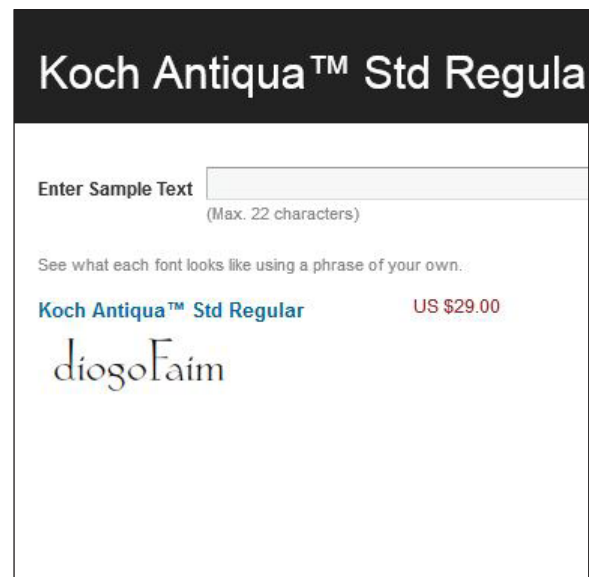 Koch Antiqua™ Std Regula
Enter Sample Text
(Max. 22 characters)
See what each font looks like using a phrase of your own.
Koch Antiqua™ Std Regular US $29.00
diogoFaim